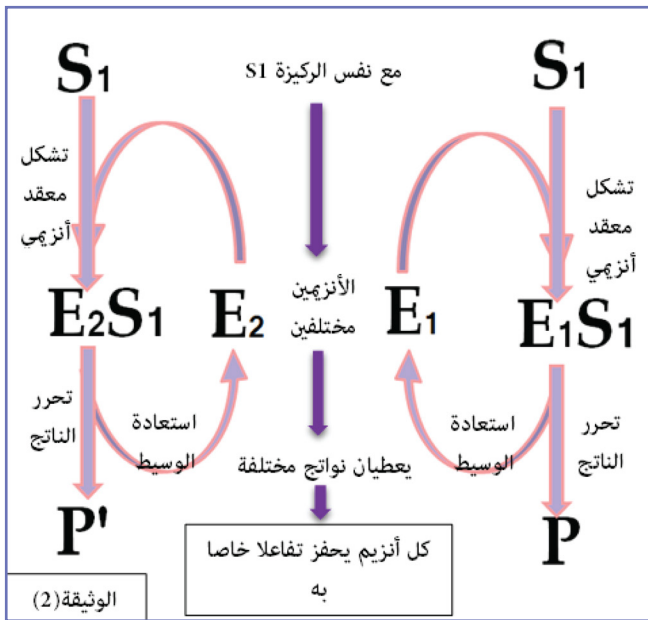 S1
مع نفس الركيزة S1
S1
تشكل
معقد
أنزيمي
تشكل
معقد
أنزيمي
E1S1
E1
الأنزيمين
مختلفين
E2
E2S1
تحرر
الناتج
استعادة
الوسيط
استعادة
الوسيط
تحرر
الناتج
يعطيان نواتج مختلفة
P
P'
كل أنزيم يحفز تفاعلا خاصا
به
الوثيقة(2)